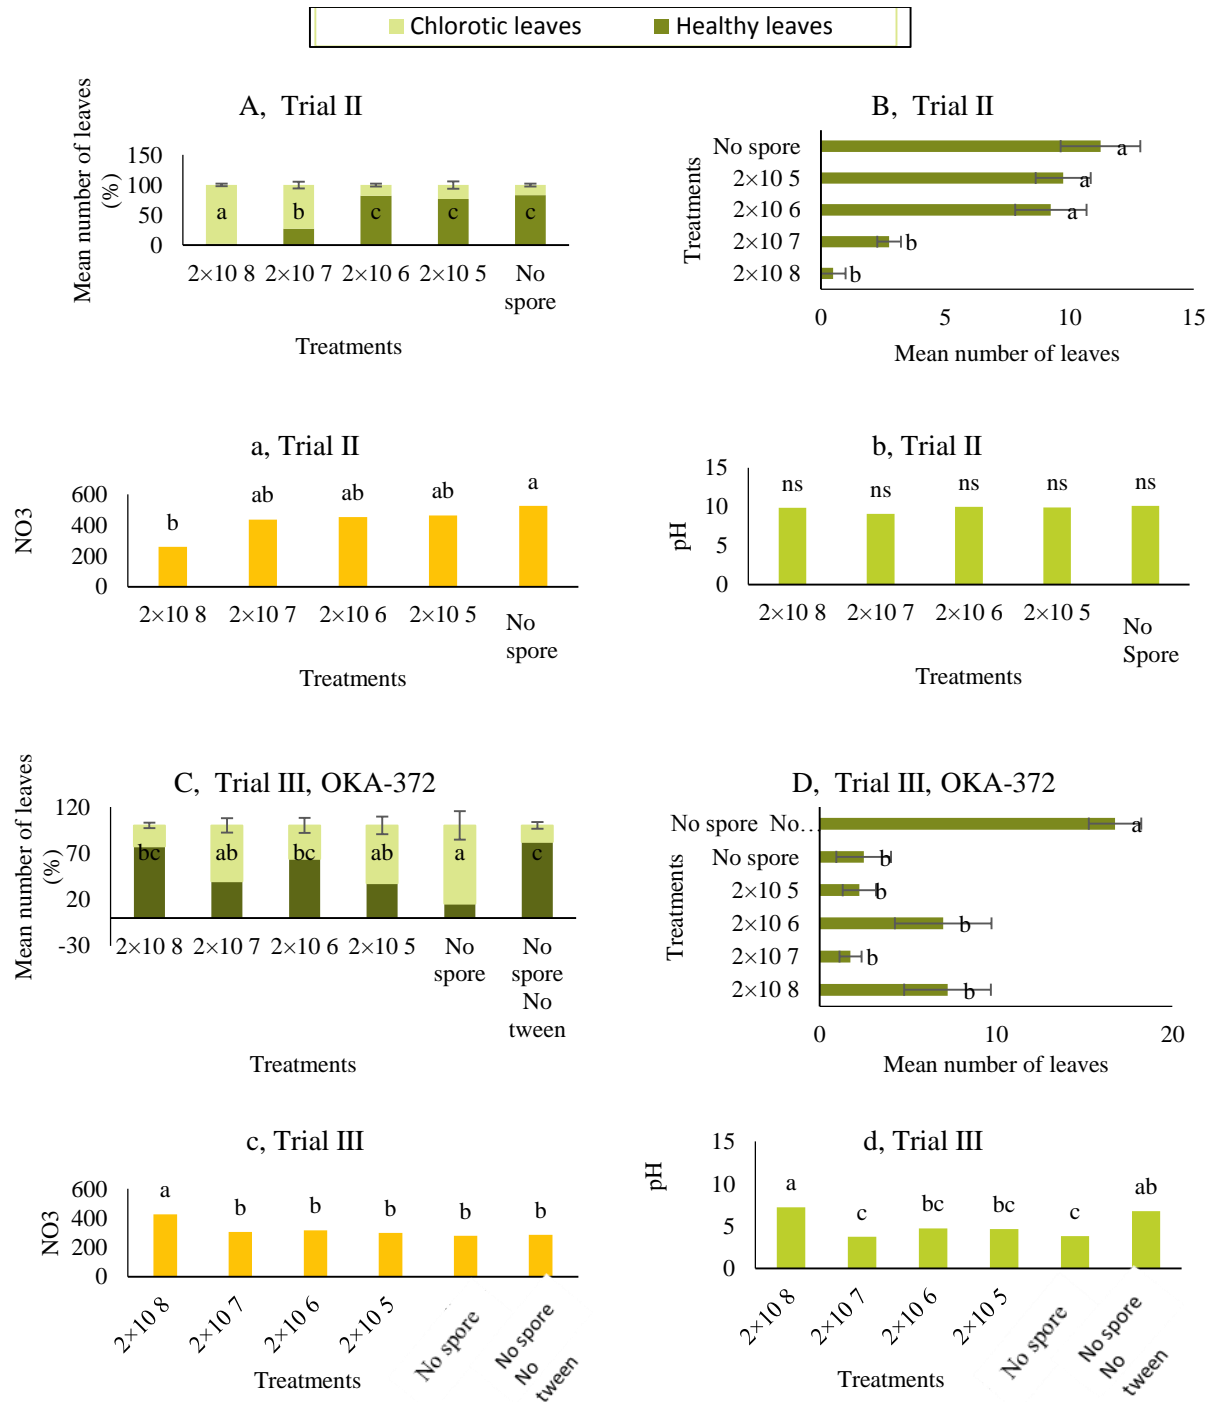 Chlorotic leaves Healthy leaves
A, Trial II
Mean number of leaves
(%)
150
100
50
0
a b c c c
2×10 8 2×10 7 2×10 6 2×10 5 No
spore
Treatments
B, Trial II
Treatments
No spore a
2×10 5 a
2×10 6 a
2×10 7 b
2×10 8 b
0 5 10 15
Mean number of leaves
a, Trial II
NO3
600
400
200
0
b ab ab ab a
2×10 8 2×10 7 2×10 6 2×10 5 No
spore
Treatments
b, Trial II
pH
15
10
5
0
ns ns ns ns ns
2×10 8 2×10 7 2×10 6 2×10 5 No
Spore
Treatments
C, Trial III, OKA-372
Mean number of leaves
(%)
120
70
20
-30
bc ab bc ab a c
2×10 8 2×10 7 2×10 6 2×10 5 No No
spore spore
No
tween
Treatments
D, Trial III, OKA-372
Treatments
No spore No... a
No spore b
2×10 5 b
2×10 6 b
2×10 7 b
2×10 8 b
0 10 20
Mean number of leaves
c, Trial III
NO3
600
400
200
0
a b b b b b
2×10 8 2×10 7 2×10 6 2×10 5 No spore No spore
No
tween
Treatments
d, Trial III
pH
15
10
5
0
a c bc bc c ab
2×10 8 2×10 7 2×10 6 2×10 5 No spore No spore
No
tween
Treatments